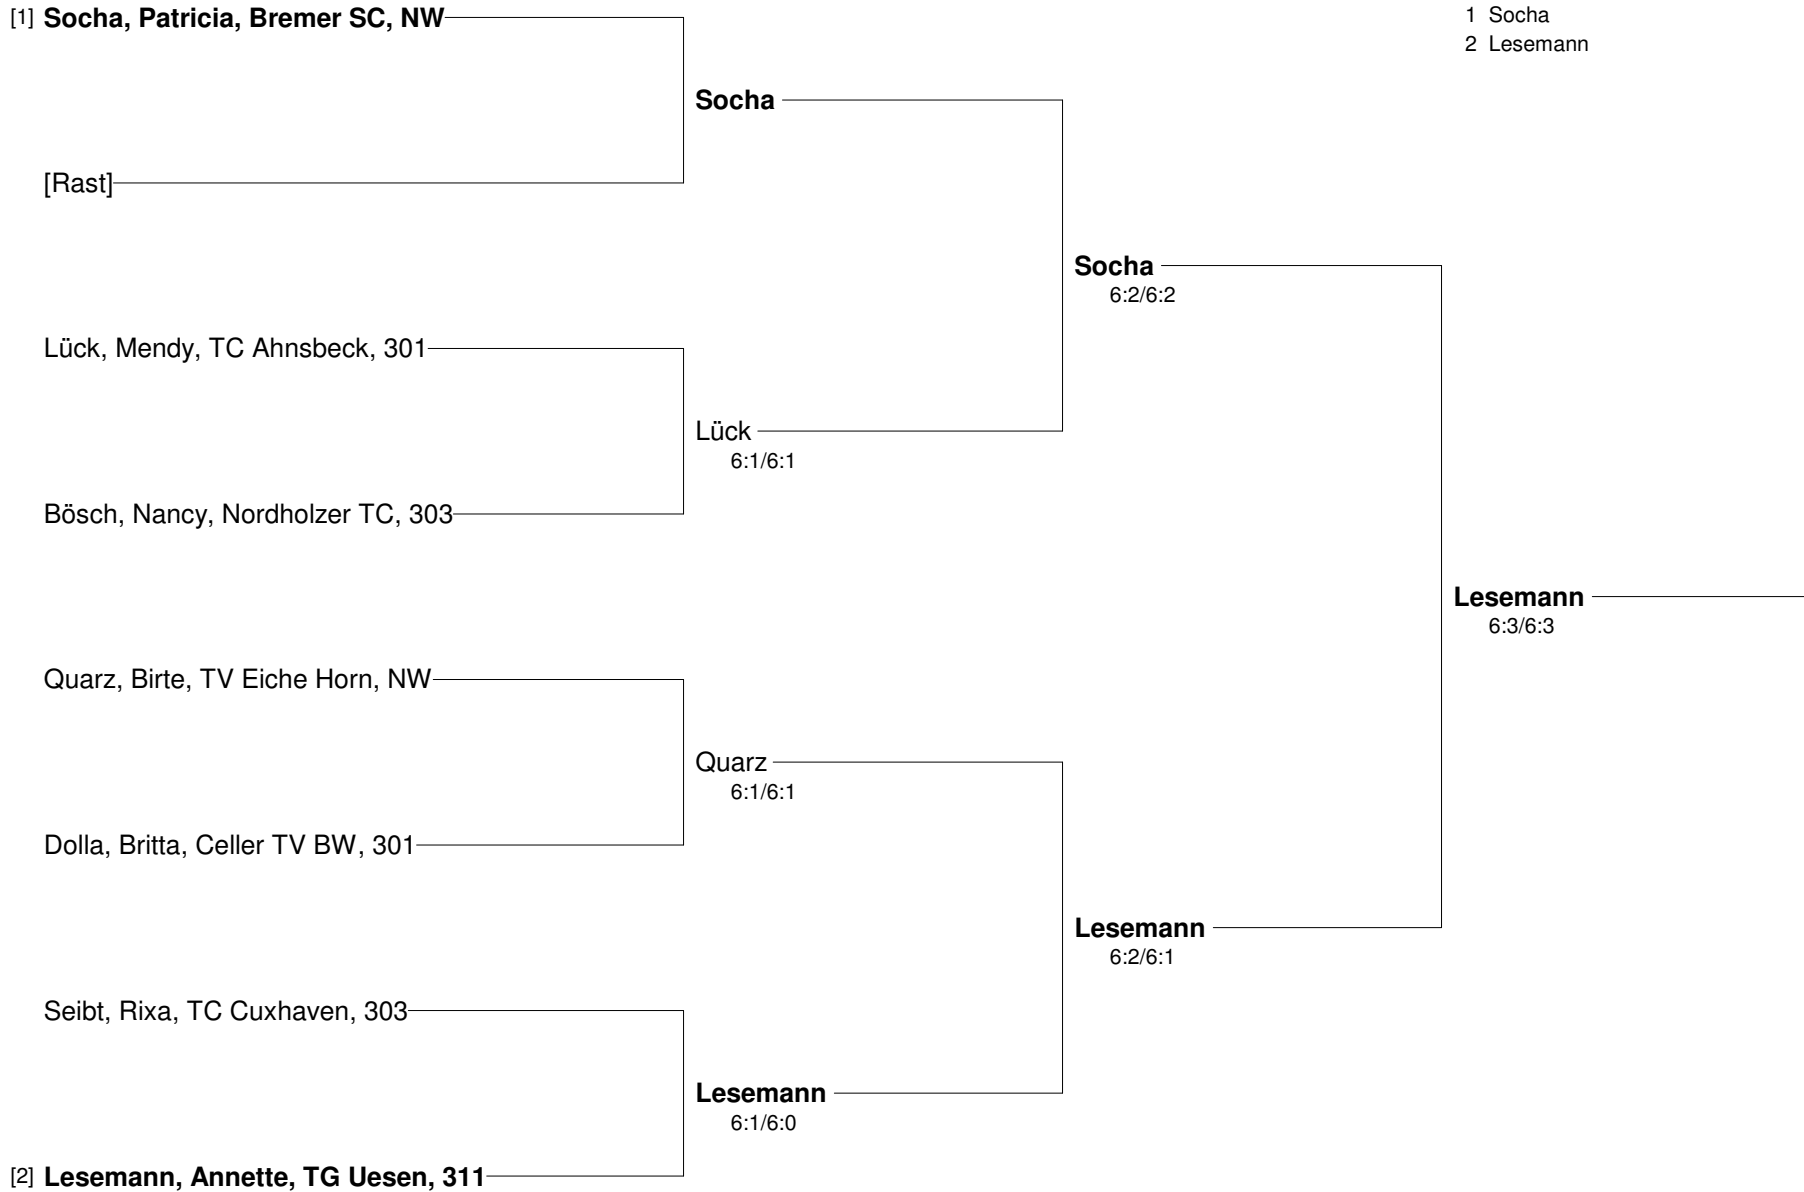 [1] Socha, Patricia, Bremer SC, NW
1 Socha
2 Lesemann
Socha
[Rast]
Socha
6:2/6:2
Lück, Mendy, TC Ahnsbeck, 301
Lück
6:1/6:1
Bösch, Nancy, Nordholzer TC, 303
Lesemann
6:3/6:3
Quarz, Birte, TV Eiche Horn, NW
Quarz
6:1/6:1
Dolla, Britta, Celler TV BW, 301
Lesemann
6:2/6:1
Seibt, Rixa, TC Cuxhaven, 303
Lesemann
6:1/6:0
[2] Lesemann, Annette, TG Uesen, 311